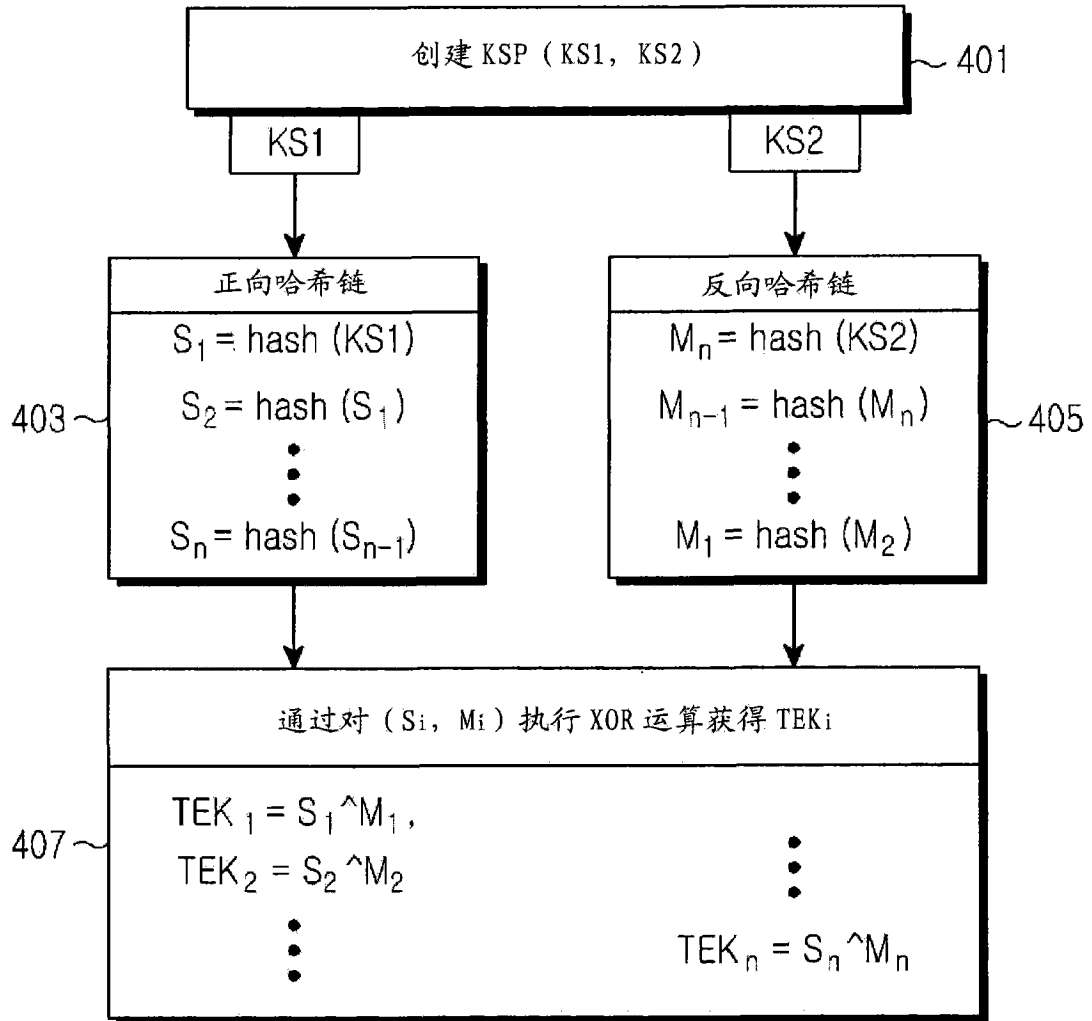 创建 KSP (KS1, KS2)
401
KS1
KS2
正向哈希链
S₁ = hash (KS1)
S₂ = hash (S₁)
Sₙ = hash (Sₙ₋₁)
403
反向哈希链
Mₙ = hash (KS2)
Mₙ₋₁ = hash (Mₙ)
M₁ = hash (M₂)
405
通过对 (Si, Mi) 执行 XOR 运算获得 TEKi
407
TEK₁ = S₁^M₁,
TEK₂ = S₂^M₂
TEKₙ = Sₙ^Mₙ